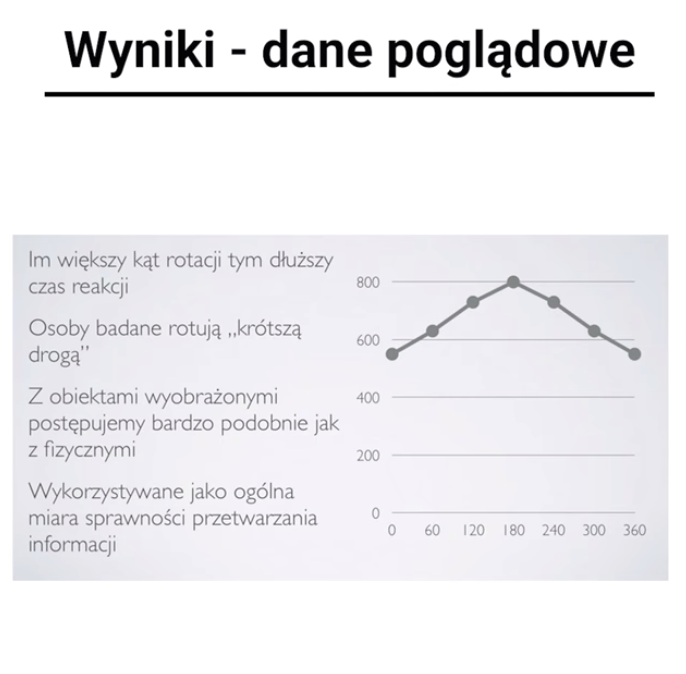 Wyniki - dane poglądowe
Im większy kąt rotacji tym dłuższy
czas reakcji
Osoby badane rotują „krótszą
drogą”
Z obiektami wyobrażonymi
postępujemy bardzo podobnie jak
z fizycznymi
Wykorzystywane jako ogólna
miara sprawności przetwarzania
informacji
800
600
400
200
0
0 60 120 180 240 300 360